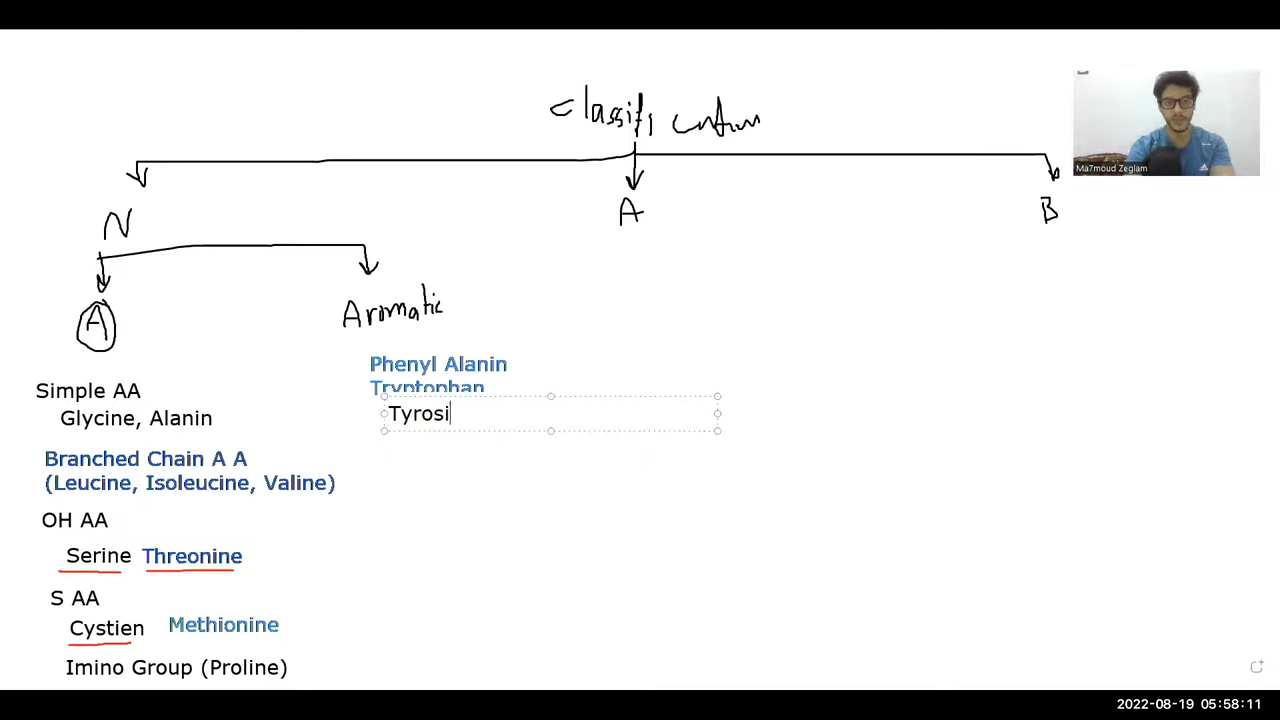 Classification
Ma7moud Zeglam
N
A
B
A
Aromatic
Phenyl Alanin
Tryptophan
Tyrosi
Simple AA
Glycine, Alanin
Branched Chain A A
(Leucine, Isoleucine, Valine)
OH AA
Serine Threonine
S AA
Cystien Methionine
Imino Group (Proline)
2022-08-19 05:58:11